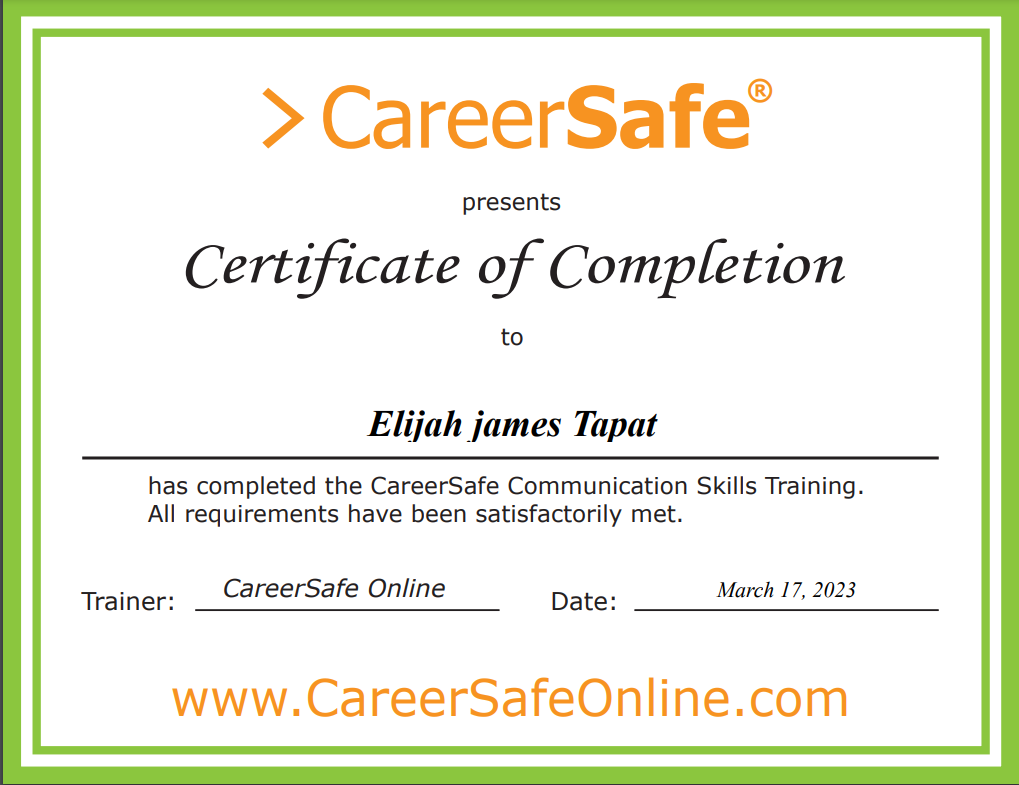 > CareerSafe®
presents
Certificate of Completion
to
Elijah james Tapat
has completed the CareerSafe Communication Skills Training.
All requirements have been satisfactorily met.
Trainer: CareerSafe Online Date: March 17, 2023
www.CareerSafeOnline.com